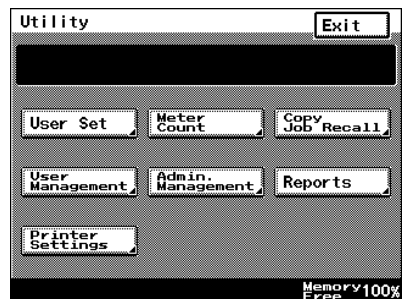 Utility
Exit
User Set
Meter
Count
Copy
Job Recall
User
Management
Admin.
Management
Reports
Printer
Settings
Memory 100%
Free